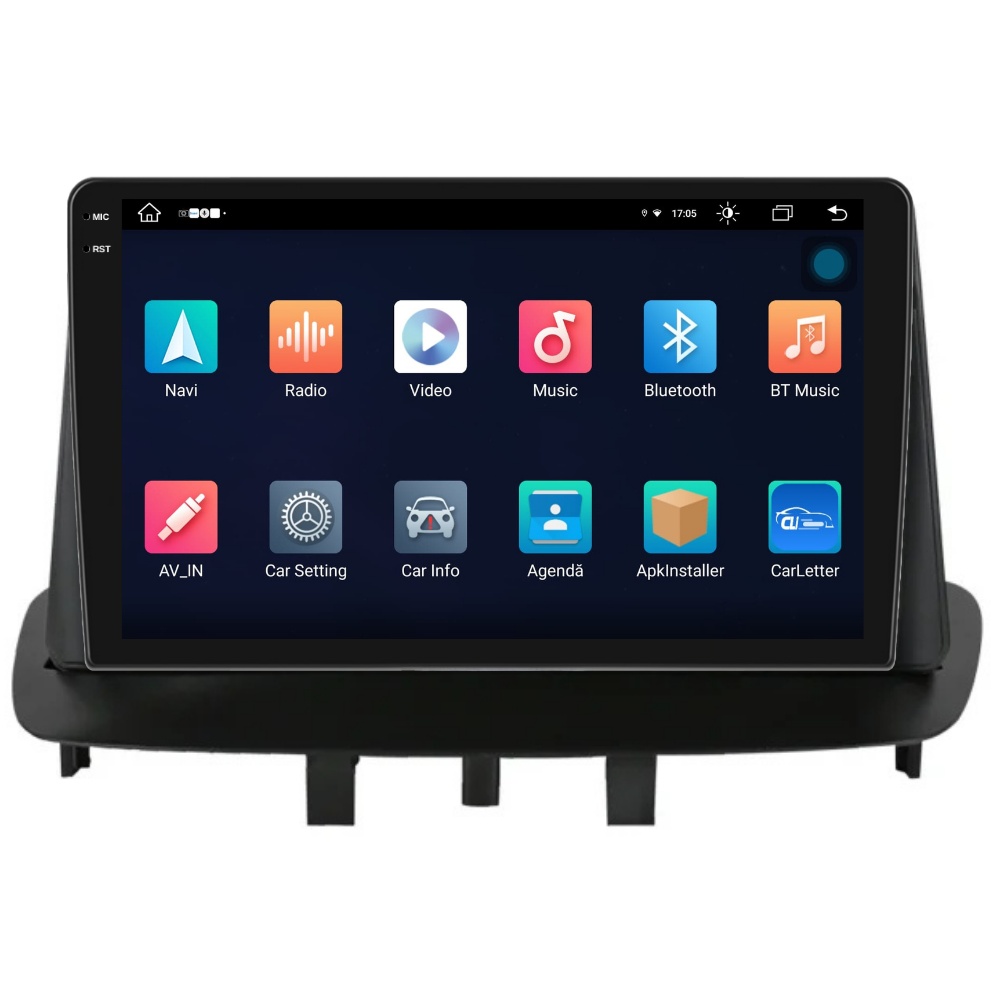 MIC
17:05
RST
Navi
Radio
Video
Music
Bluetooth
BT Music
AV_IN
Car Setting
Car Info
Agendă
ApkInstaller
CarLetter